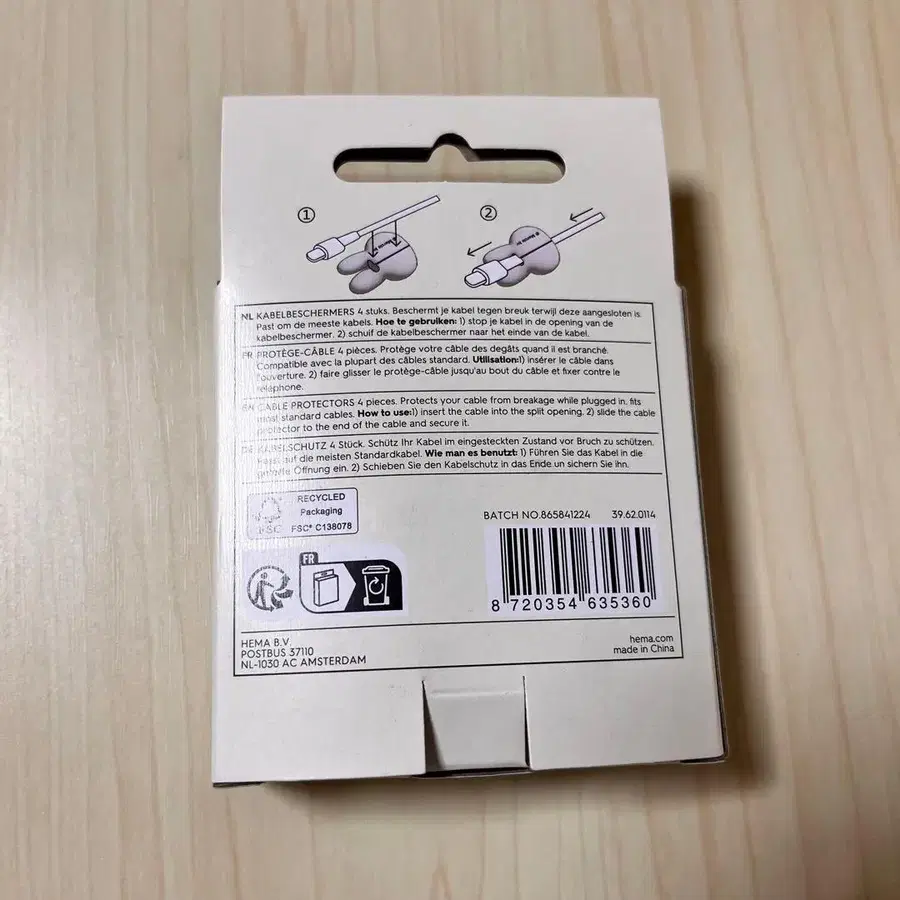 ① ②
NL KABELBESCHERMERS 4 stuks. Beschermt je kabel tegen breuk terwijl deze aangesloten is.
Past om de meeste kabels. Hoe te gebruiken: 1) stop je kabel in de opening van de
kabelbeschermer. 2) schuif de kabelbeschermer naar het einde van de kabel.
FR PROTÈGE-CÂBLE 4 pièces. Protège votre câble des degâts quand il est branché.
Compatible avec la plupart des câbles standard. Utilisation:1) insérer le câble dans
l'ouverture. 2) faire glisser le protège-câble jusqu'au bout du câble et fixer contre le
téléphone.
EN CABLE PROTECTORS 4 pieces. Protects your cable from breakage while plugged in. fits
most standard cables. How to use:1) insert the cable into the split opening. 2) slide the cable
protector to the end of the cable and secure it.
DE KABELSCHUTZ 4 Stück. Schütz Ihr Kabel im eingesteckten Zustand vor Bruch zu schützen.
Passt auf die meisten Standardkabel. Wie man es benutzt: 1) Führen Sie das Kabel in die
geteilte Öffnung ein. 2) Schieben Sie den Kabelschutz in das Ende un sichern Sie ihn.
RECYCLED
Packaging
FSC FSC® C138078
BATCH NO.865841224 39.62.0114
FR
8 720354 635360
HEMA B.V.
POSTBUS 37110
NL-1030 AC AMSTERDAM
hema.com
made in China